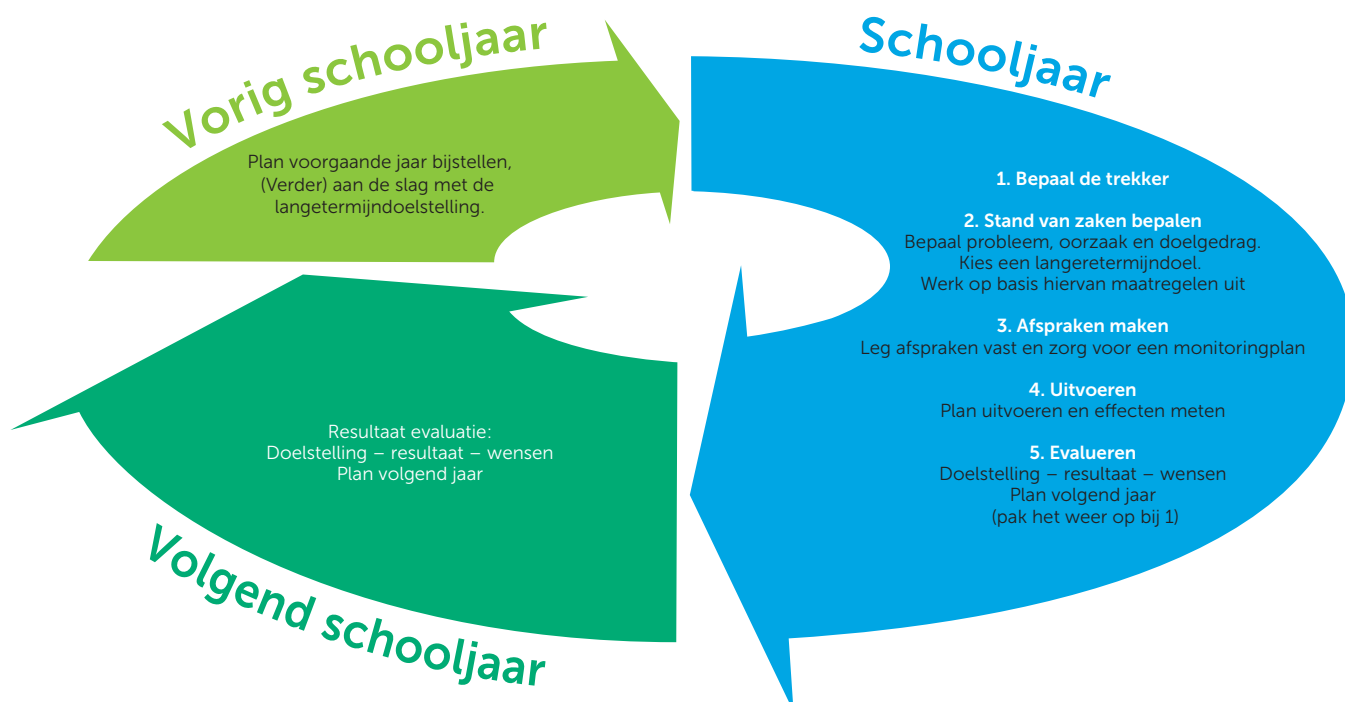 Vorig schooljaar
Plan voorgaande jaar bijstellen,
(Verder) aan de slag met de
langetermijndoelstelling.
Schooljaar
1. Bepaal de trekker
2. Stand van zaken bepalen
Bepaal probleem, oorzaak en doelgedrag.
Kies een langeretermijndoel.
Werk op basis hiervan maatregelen uit
3. Afspraken maken
Leg afspraken vast en zorg voor een monitoringplan
4. Uitvoeren
Plan uitvoeren en effecten meten
5. Evalueren
Doelstelling – resultaat – wensen
Plan volgend jaar
(pak het weer op bij 1)
Resultaat evaluatie:
Doelstelling – resultaat – wensen
Plan volgend jaar
Volgend schooljaar